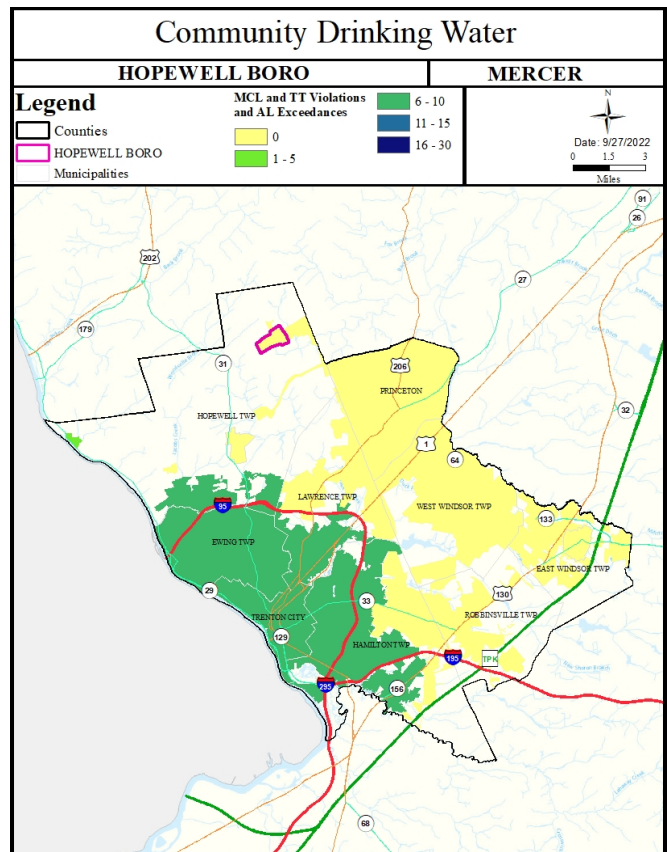 Community Drinking Water
HOPEWELL BORO
MERCER
Legend
Counties
HOPEWELL BORO
Municipalities
MCL and TT Violations
and AL Exceedances
0
1 - 5
6 - 10
11 - 15
16 - 30
N
Date: 9/27/2022
0 1.5 3
Miles
91
26
202
27
179
31
206
PRINCETON
32
HOPEWELL TWP
1
64
95
LAWRENCE TWP
WEST WINDSOR TWP
133
EWING TWP
EAST WINDSOR TWP
29
33
130
TRENTON CITY
ROBBINSVILLE TWP
129
HAMILTON TWP
195
TPK
295
156
68